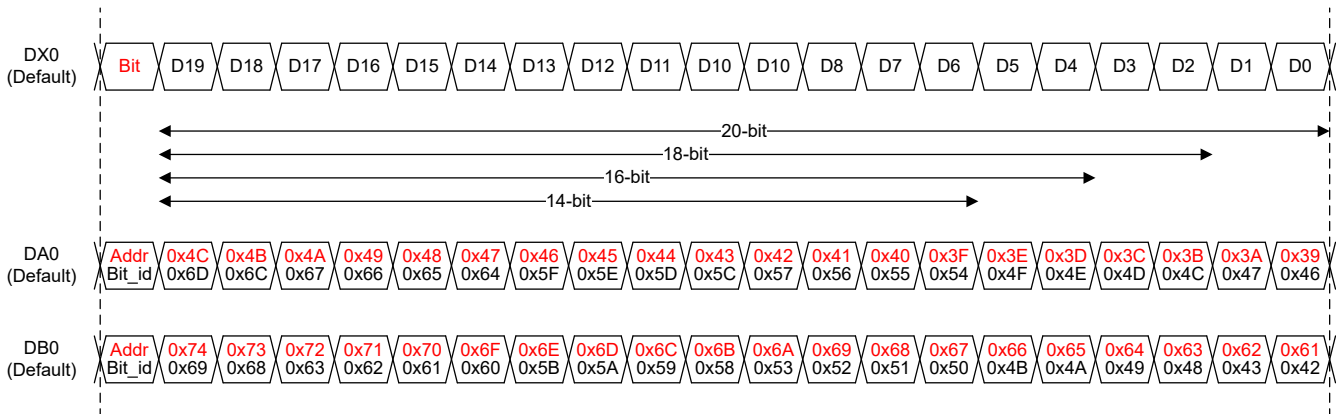 DX0
(Default)
Bit D19 D18 D17 D16 D15 D14 D13 D12 D11 D10 D10 D8 D7 D6 D5 D4 D3 D2 D1 D0
20-bit
18-bit
16-bit
14-bit
DA0
(Default)
Addr 0x4C 0x4B 0x4A 0x49 0x48 0x47 0x46 0x45 0x44 0x43 0x42 0x41 0x40 0x3F 0x3E 0x3D 0x3C 0x3B 0x3A 0x39
Bit_id 0x6D 0x6C 0x67 0x66 0x65 0x64 0x5F 0x5E 0x5D 0x5C 0x57 0x56 0x55 0x54 0x4F 0x4E 0x4D 0x4C 0x47 0x46
DB0
(Default)
Addr 0x74 0x73 0x72 0x71 0x70 0x6F 0x6E 0x6D 0x6C 0x6B 0x6A 0x69 0x68 0x67 0x66 0x65 0x64 0x63 0x62 0x61
Bit_id 0x69 0x68 0x63 0x62 0x61 0x60 0x5B 0x5A 0x59 0x58 0x53 0x52 0x51 0x50 0x4B 0x4A 0x49 0x48 0x43 0x42